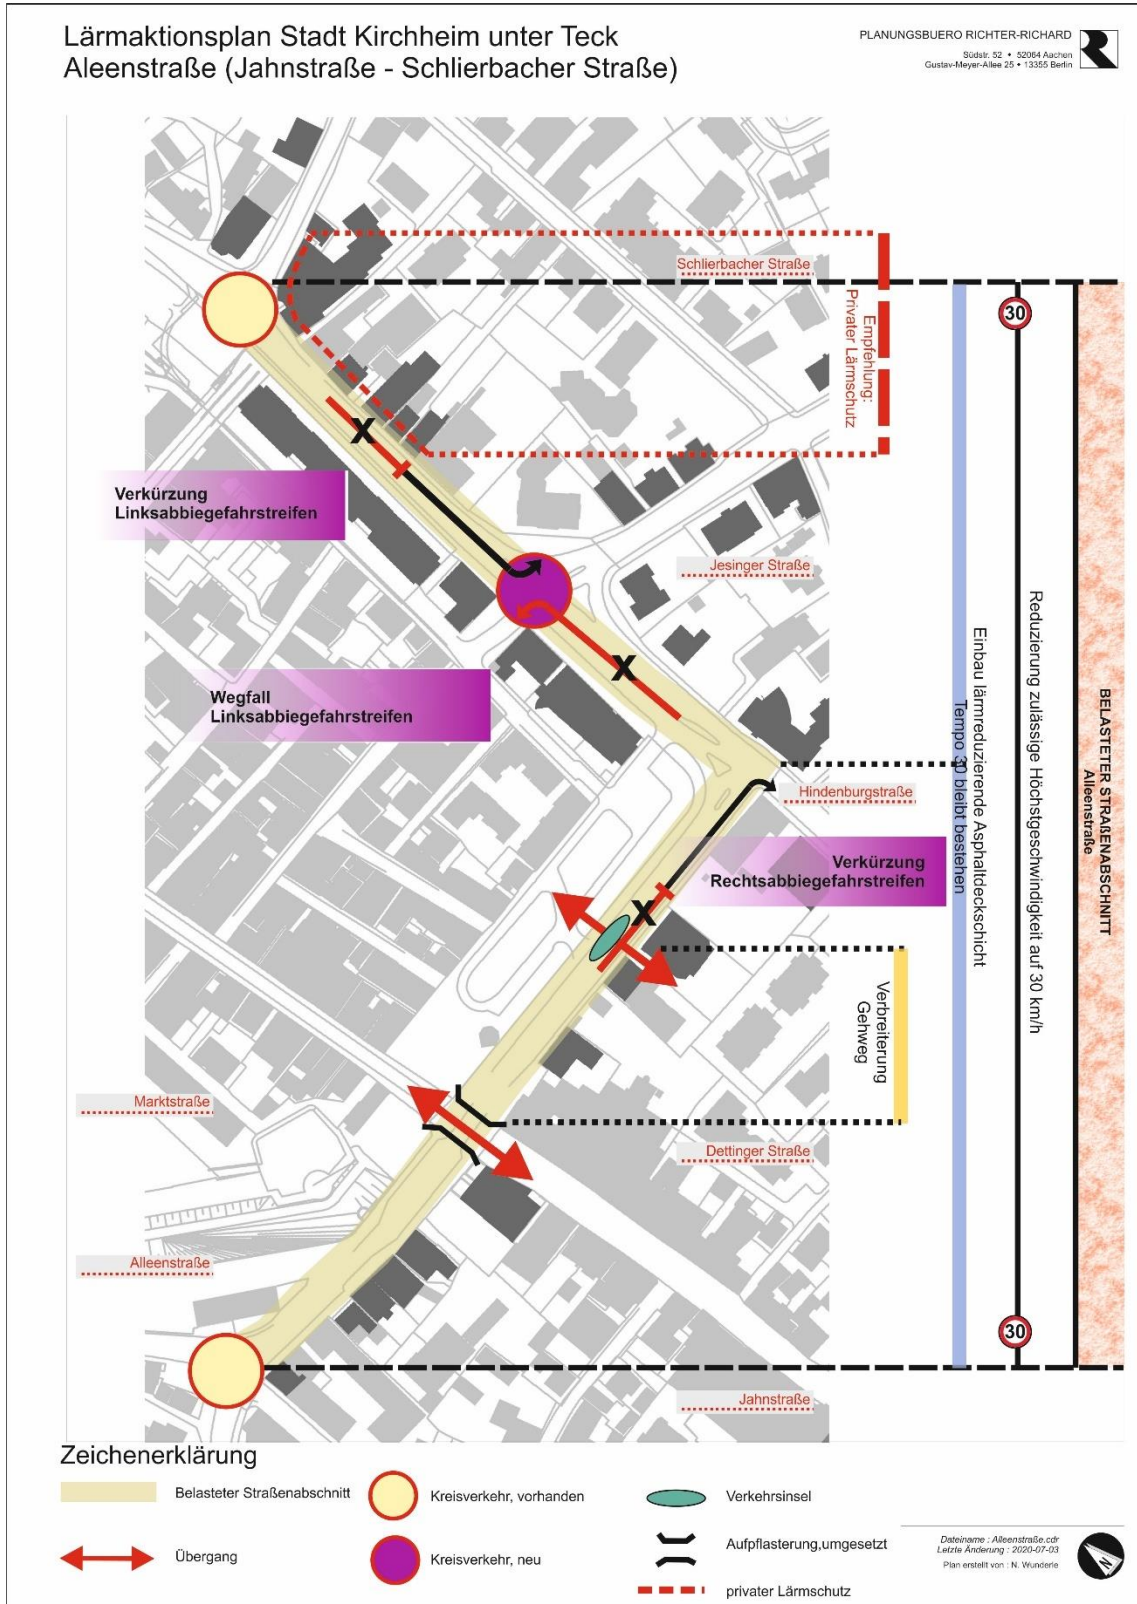 Lärmaktionsplan Stadt Kirchheim unter Teck
Aleenstraße (Jahnstraße - Schlierbacher Straße)
PLANUNGSBUERO RICHTER-RICHARD
Südstr. 52 • 52064 Aachen
Gustav-Meyer-Allee 25 • 13355 Berlin
Schlierbacher Straße
30
Empfehlung:
Privater Lärmschutz
X
Verkürzung
Linksabbiegefahrstreifen
Jesinger Straße
Wegfall
Linksabbiegefahrstreifen
X
Hindenburgstraße
Verkürzung
Rechtsabbiegefahrstreifen
X
Verbreiterung
Gehweg
Tempo 30 bleibt bestehen
Einbau lärmreduzierende Asphaltdeckschicht
Reduzierung zulässige Höchstgeschwindigkeit auf 30 km/h
BELASTETER STRAßENABSCHNITT
Alleenstraße
Marktstraße
Dettinger Straße
Alleenstraße
30
Jahnstraße
Zeichenerklärung
Belasteter Straßenabschnitt
Kreisverkehr, vorhanden
Verkehrsinsel
Übergang
Kreisverkehr, neu
Aufpflasterung,umgesetzt
privater Lärmschutz
Dateiname : Alleenstraße.cdr
Letzte Änderung : 2020-07-03
Plan erstellt von : N. Wunderle
N